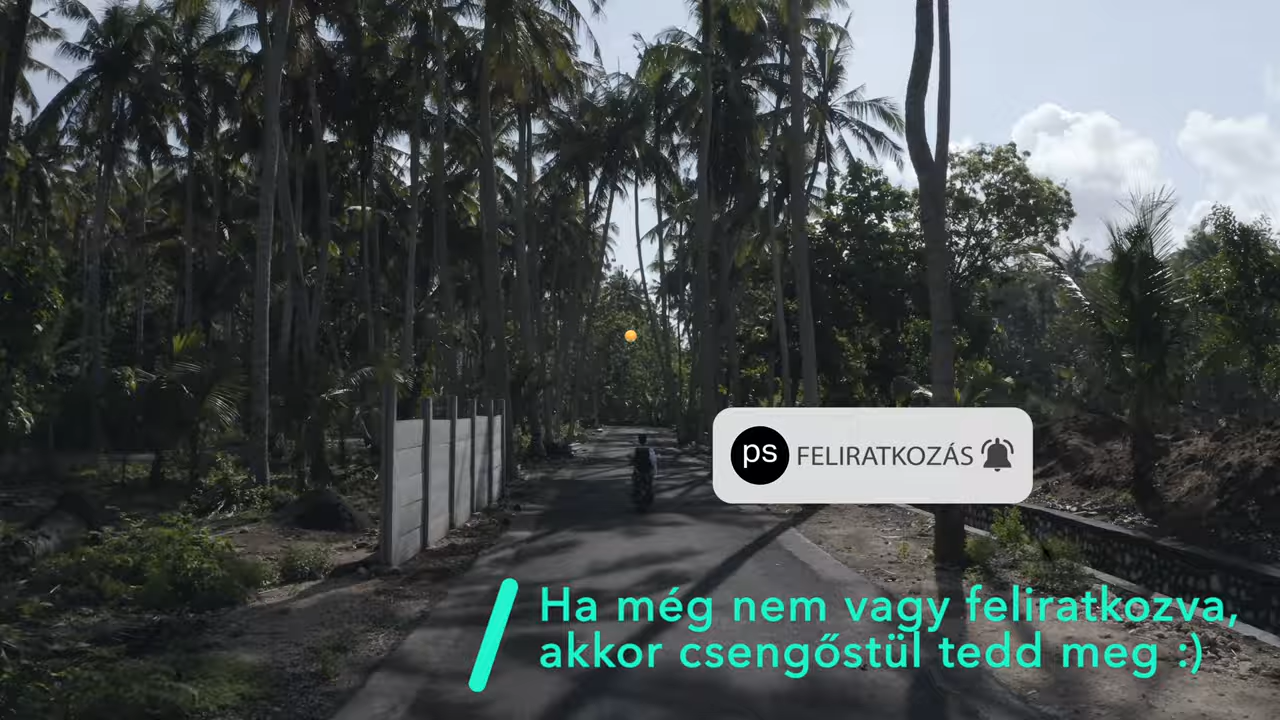 ps FELIRATKOZÁS
Ha még nem vagy feliratkozva,
akkor csengőstül tedd meg :)